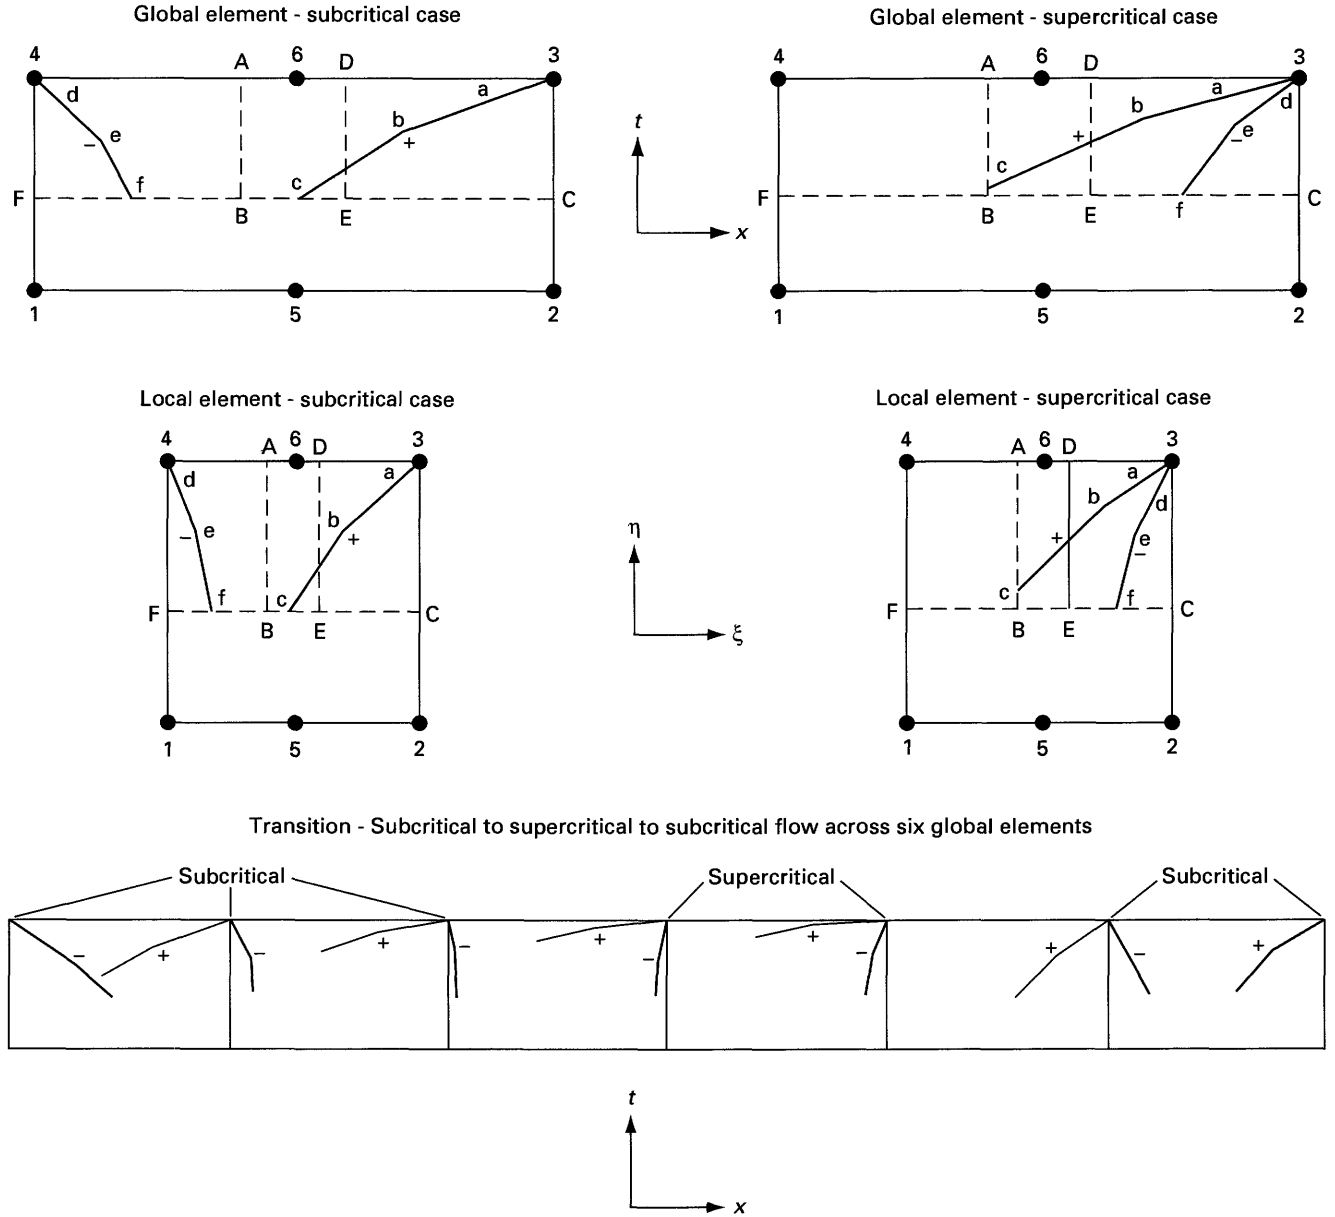 Global element - subcritical case
Global element - supercritical case
4 A 6 D 3
d e f b a c + −
F B E C
1 5 2
t
x
4 A 6 D 3
a b c d e f + −
F B E C
1 5 2
Local element - subcritical case
Local element - supercritical case
4 A 6 D 3
d e f b a c + −
F B E C
1 5 2
η
ξ
4 A 6 D 3
a b c d e f + −
F B E C
1 5 2
Transition - Subcritical to supercritical to subcritical flow across six global elements
Subcritical Supercritical Subcritical
− + − + − + − + − + − +
t
x